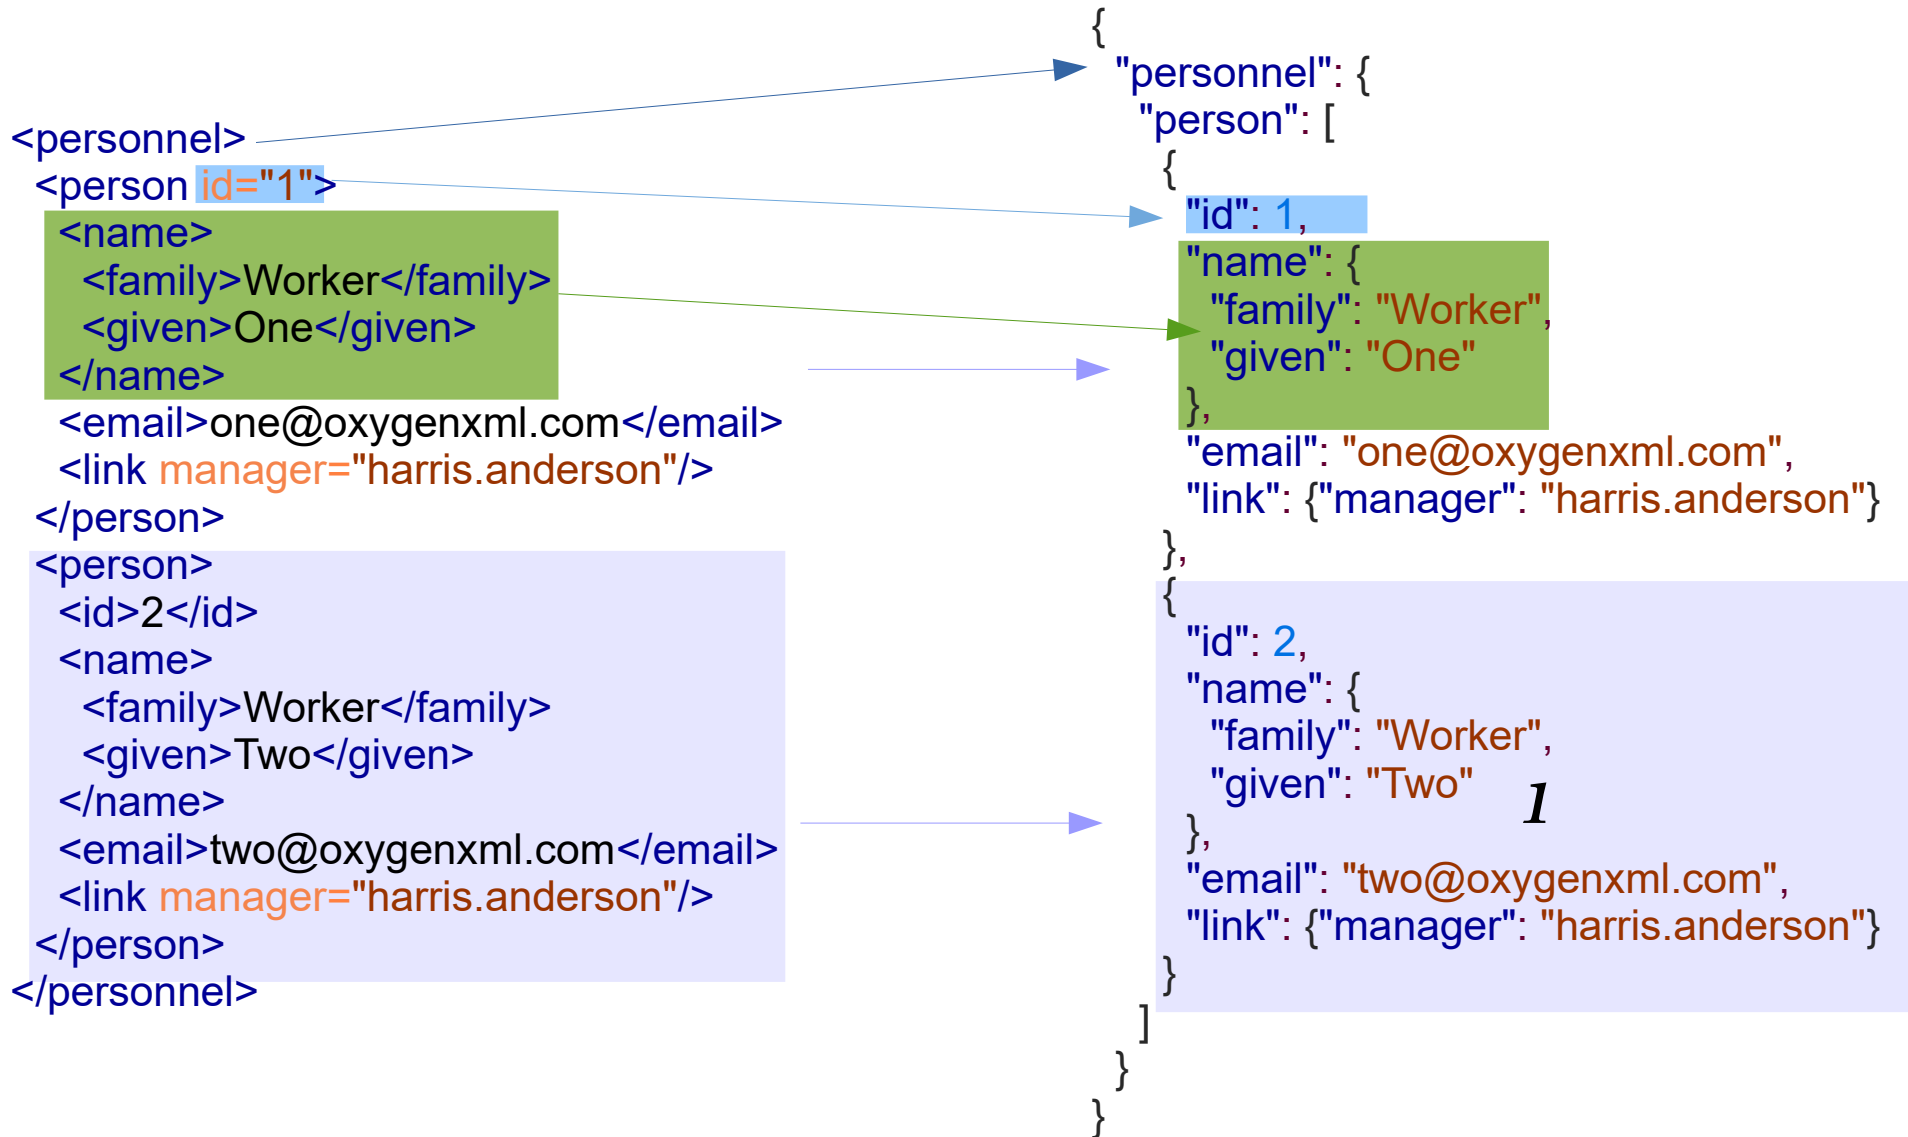 <personnel>
<person id="1">
<name>
<family>Worker</family>
<given>One</given>
</name>
<email>one@oxygenxml.com</email>
<link manager="harris.anderson"/>
</person>
<person>
<id>2</id>
<name>
<family>Worker</family>
<given>Two</given>
</name>
<email>two@oxygenxml.com</email>
<link manager="harris.anderson"/>
</person>
</personnel>
{
"personnel": {
"person": [
{
"id": 1,
"name": {
"family": "Worker",
"given": "One"
},
"email": "one@oxygenxml.com",
"link": {"manager": "harris.anderson"}
},
{
"id": 2,
"name": {
"family": "Worker",
"given": "Two"
1
},
"email": "two@oxygenxml.com",
"link": {"manager": "harris.anderson"}
}
]
}
}